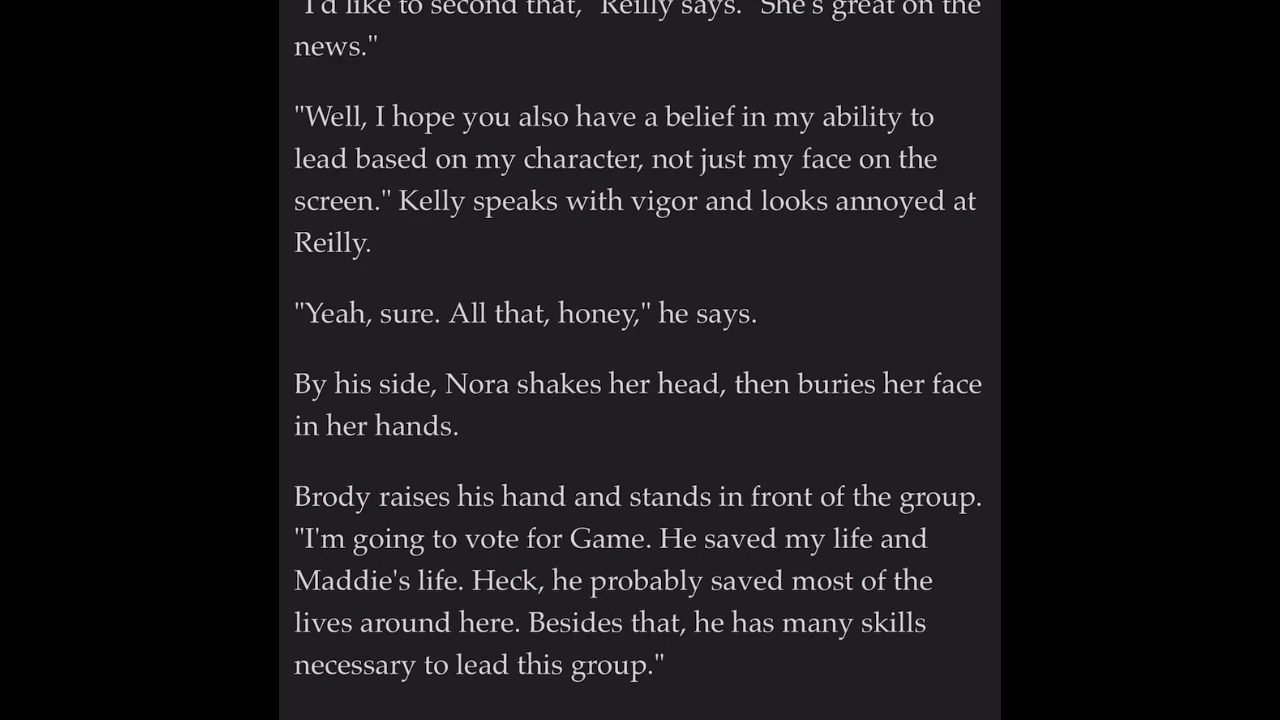 "I'd like to second that," Reilly says. "She's great on the
news."
"Well, I hope you also have a belief in my ability to
lead based on my character, not just my face on the
screen." Kelly speaks with vigor and looks annoyed at
Reilly.
"Yeah, sure. All that, honey," he says.
By his side, Nora shakes her head, then buries her face
in her hands.
Brody raises his hand and stands in front of the group.
"I'm going to vote for Game. He saved my life and
Maddie's life. Heck, he probably saved most of the
lives around here. Besides that, he has many skills
necessary to lead this group."